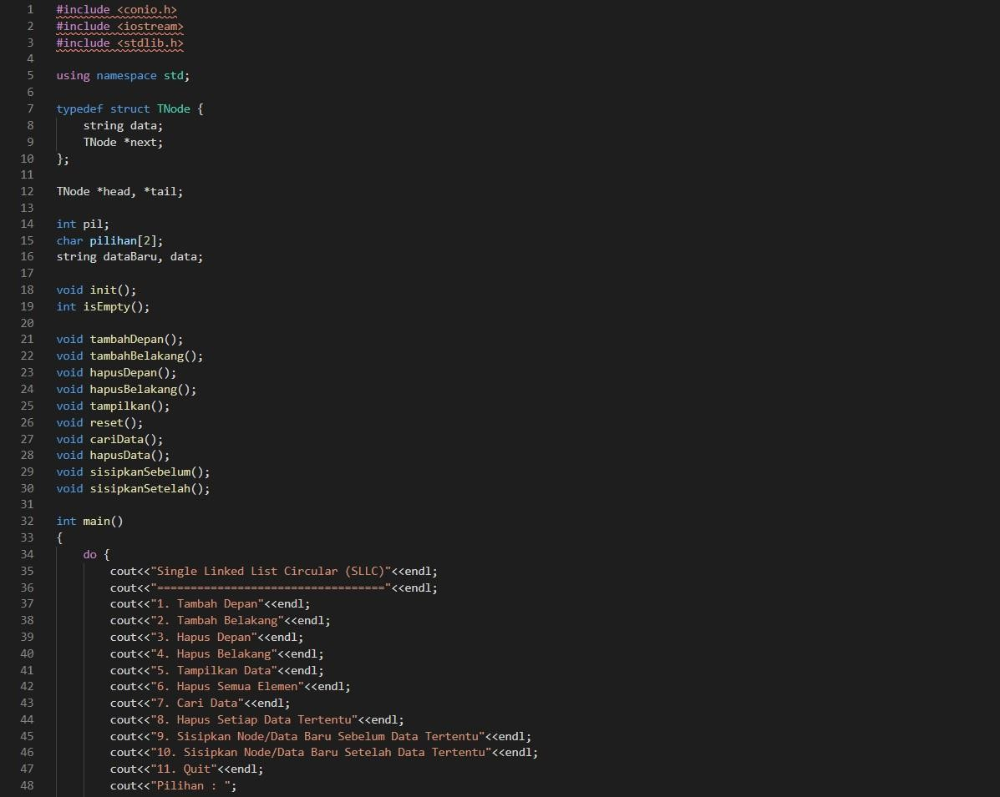 1 #include <conio.h>
2 #include <iostream>
3 #include <stdlib.h>
4
5 using namespace std;
6
7 typedef struct TNode {
8     string data;
9     TNode *next;
10 };
11
12 TNode *head, *tail;
13
14 int pil;
15 char pilihan[2];
16 string dataBaru, data;
17
18 void init();
19 int isEmpty();
20
21 void tambahDepan();
22 void tambahBelakang();
23 void hapusDepan();
24 void hapusBelakang();
25 void tampilkan();
26 void reset();
27 void cariData();
28 void hapusData();
29 void sisipkanSebelum();
30 void sisipkanSetelah();
31
32 int main()
33 {
34     do {
35         cout<<"Single Linked List Circular (SLLC)"<<endl;
36         cout<<"=================================="<<endl;
37         cout<<"1. Tambah Depan"<<endl;
38         cout<<"2. Tambah Belakang"<<endl;
39         cout<<"3. Hapus Depan"<<endl;
40         cout<<"4. Hapus Belakang"<<endl;
41         cout<<"5. Tampilkan Data"<<endl;
42         cout<<"6. Hapus Semua Elemen"<<endl;
43         cout<<"7. Cari Data"<<endl;
44         cout<<"8. Hapus Setiap Data Tertentu"<<endl;
45         cout<<"9. Sisipkan Node/Data Baru Sebelum Data Tertentu"<<endl;
46         cout<<"10. Sisipkan Node/Data Baru Setelah Data Tertentu"<<endl;
47         cout<<"11. Quit"<<endl;
48         cout<<"Pilihan : ";